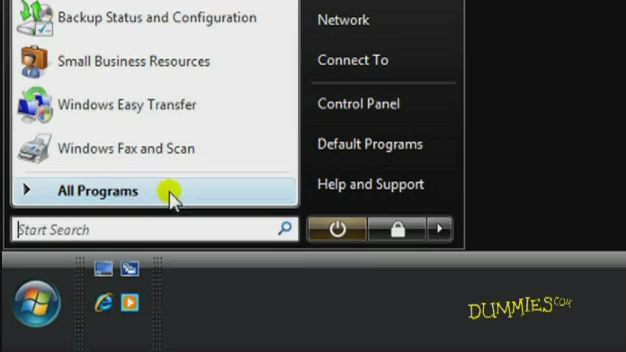 Backup Status and Configuration
Small Business Resources
Windows Easy Transfer
Windows Fax and Scan
All Programs
Start Search
Network
Connect To
Control Panel
Default Programs
Help and Support
DUMMIES.COM